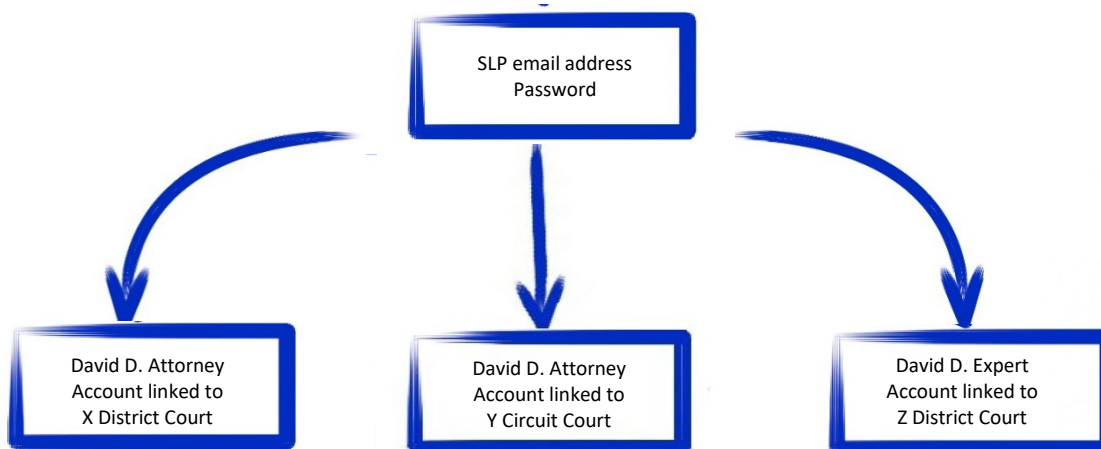 SLP email address
Password
David D. Attorney
Account linked to
X District Court
David D. Attorney
Account linked to
Y Circuit Court
David D. Expert
Account linked to
Z District Court